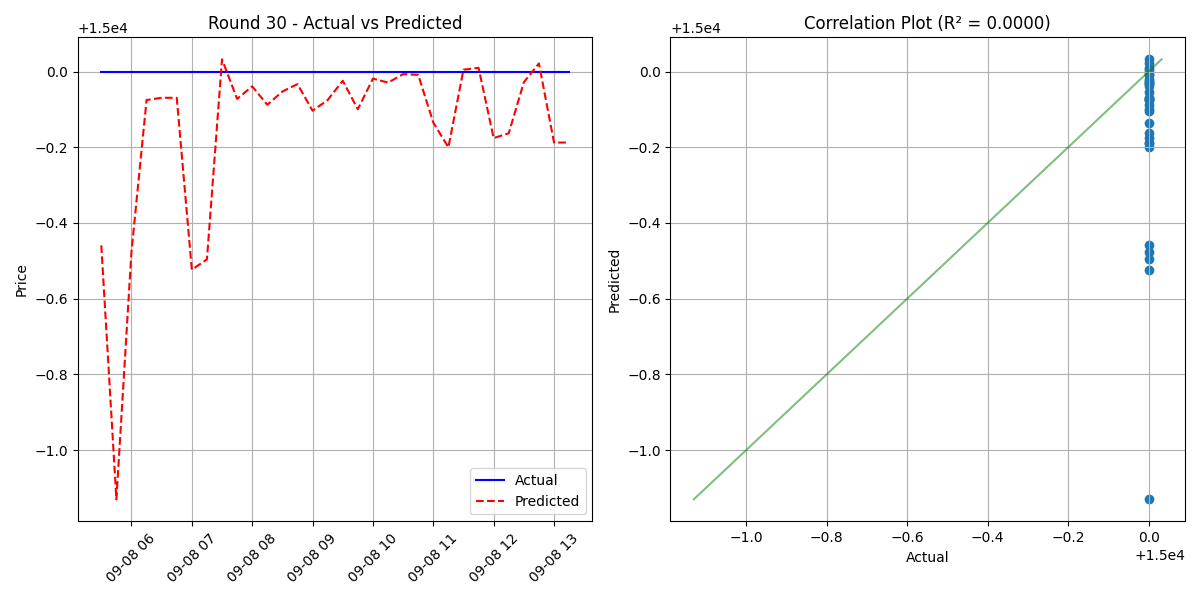 Round 30 - Actual vs Predicted
+1.5e4
0.0
−0.2
−0.4
−0.6
−0.8
−1.0
Price
Actual
Predicted
09-08 06
09-08 07
09-08 08
09-08 09
09-08 10
09-08 11
09-08 12
09-08 13
Correlation Plot (R² = 0.0000)
+1.5e4
0.0
−0.2
−0.4
−0.6
−0.8
−1.0
Predicted
−1.0
−0.8
−0.6
−0.4
−0.2
0.0
+1.5e4
Actual